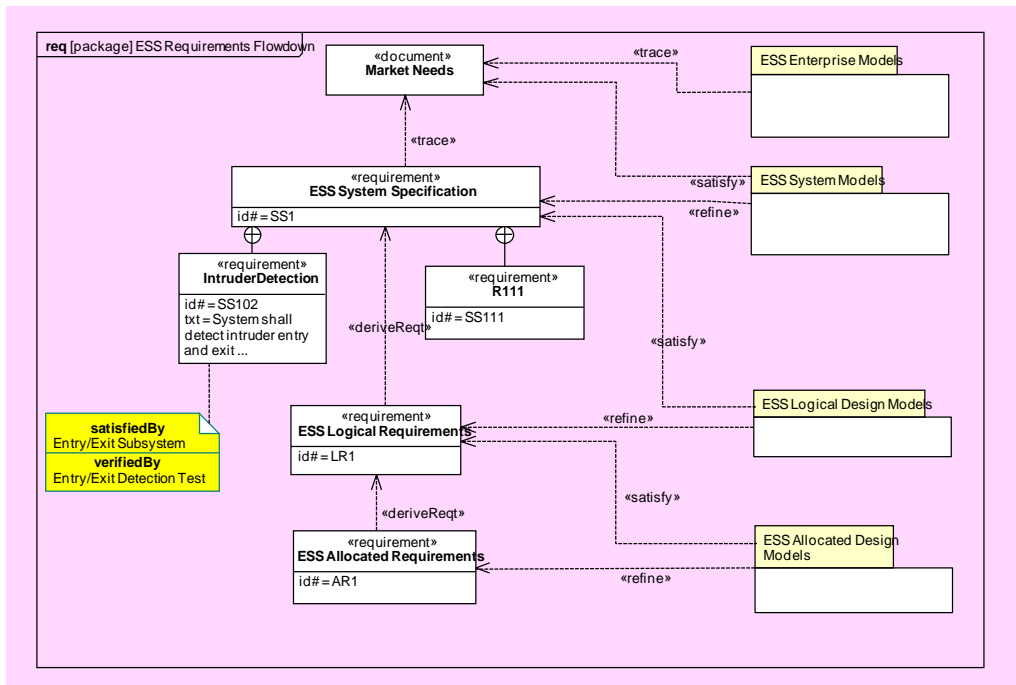 req [package] ESS Requirements Flowdown
«document»
Market Needs
«trace»
ESS Enterprise Models
«trace»
«requirement»
ESS System Specification
id# = SS1
«satisfy»
ESS System Models
«refine»
«requirement»
IntruderDetection
id# = SS102
txt = System shall
detect intruder entry
and exit ...
«requirement»
R111
id# = SS111
«deriveReqt»
«satisfy»
satisfiedBy
Entry/Exit Subsystem
verifiedBy
Entry/Exit Detection Test
«requirement»
ESS Logical Requirements
id# = LR1
«refine»
ESS Logical Design Models
«satisfy»
«deriveReqt»
«requirement»
ESS Allocated Requirements
id# = AR1
«refine»
ESS Allocated Design
Models